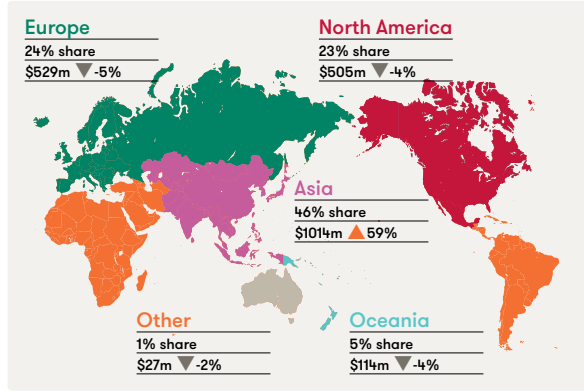 Europe
24% share
$529m ▼ -5%
North America
23% share
$505m ▼ -4%
Asia
46% share
$1014m ▲ 59%
Other
1% share
$27m ▼ -2%
Oceania
5% share
$114m ▼ -4%